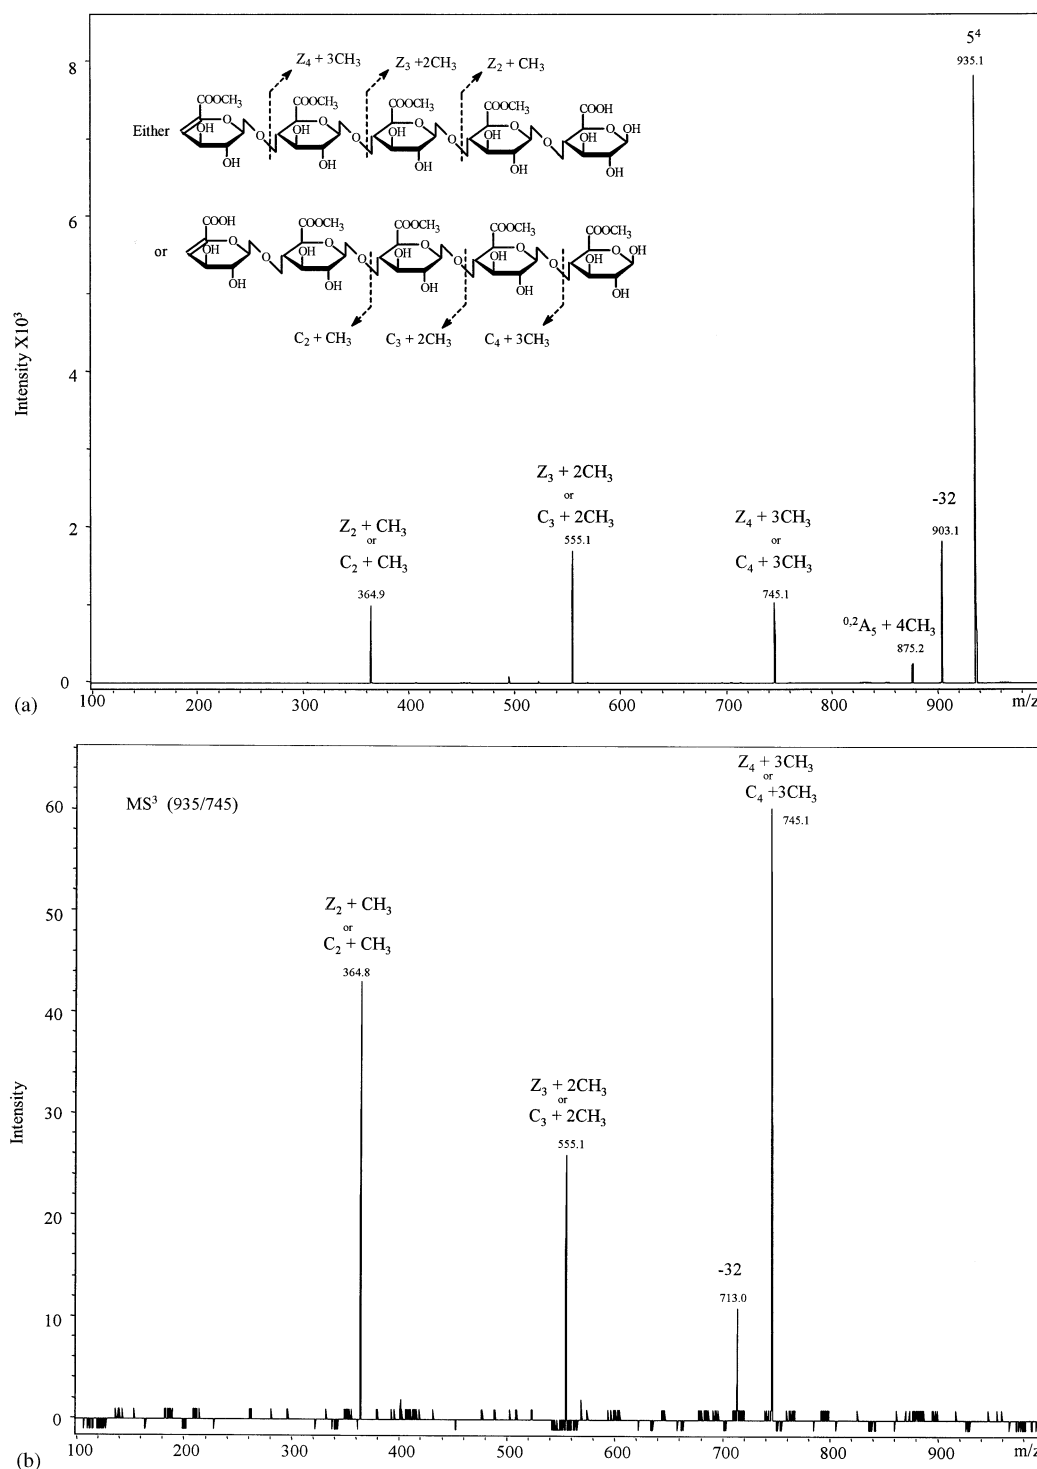 5⁴
935.1
8
6
4
2
0
Intensity X10³
Z₄ + 3CH₃
Z₃ +2CH₃
Z₂ + CH₃
Either
COOCH₃
COOCH₃
COOCH₃
COOCH₃
COOH
OH
OH
OH
OH
OH
OH
O
O
O
O
O
O
O
O
O
OH
OH
OH
OH
OH
or
COOH
COOCH₃
COOCH₃
COOCH₃
COOCH₃
OH
OH
OH
OH
OH
OH
O
O
O
O
O
O
O
O
O
OH
OH
OH
OH
OH
C₂ + CH₃
C₃ + 2CH₃
C₄ + 3CH₃
Z₂ + CH₃
or
C₂ + CH₃
364.9
Z₃ + 2CH₃
or
C₃ + 2CH₃
555.1
Z₄ + 3CH₃
or
C₄ + 3CH₃
745.1
⁰,²A₅ + 4CH₃
875.2
-32
903.1
(a)
100 200 300 400 500 600 700 800 900 m/z
MS³ (935/745)
60
50
40
30
20
10
0
Intensity
Z₂ + CH₃
or
C₂ + CH₃
364.8
Z₃ + 2CH₃
or
C₃ + 2CH₃
555.1
-32
713.0
Z₄ + 3CH₃
or
C₄ +3CH₃
745.1
(b)
100 200 300 400 500 600 700 800 900 m/z